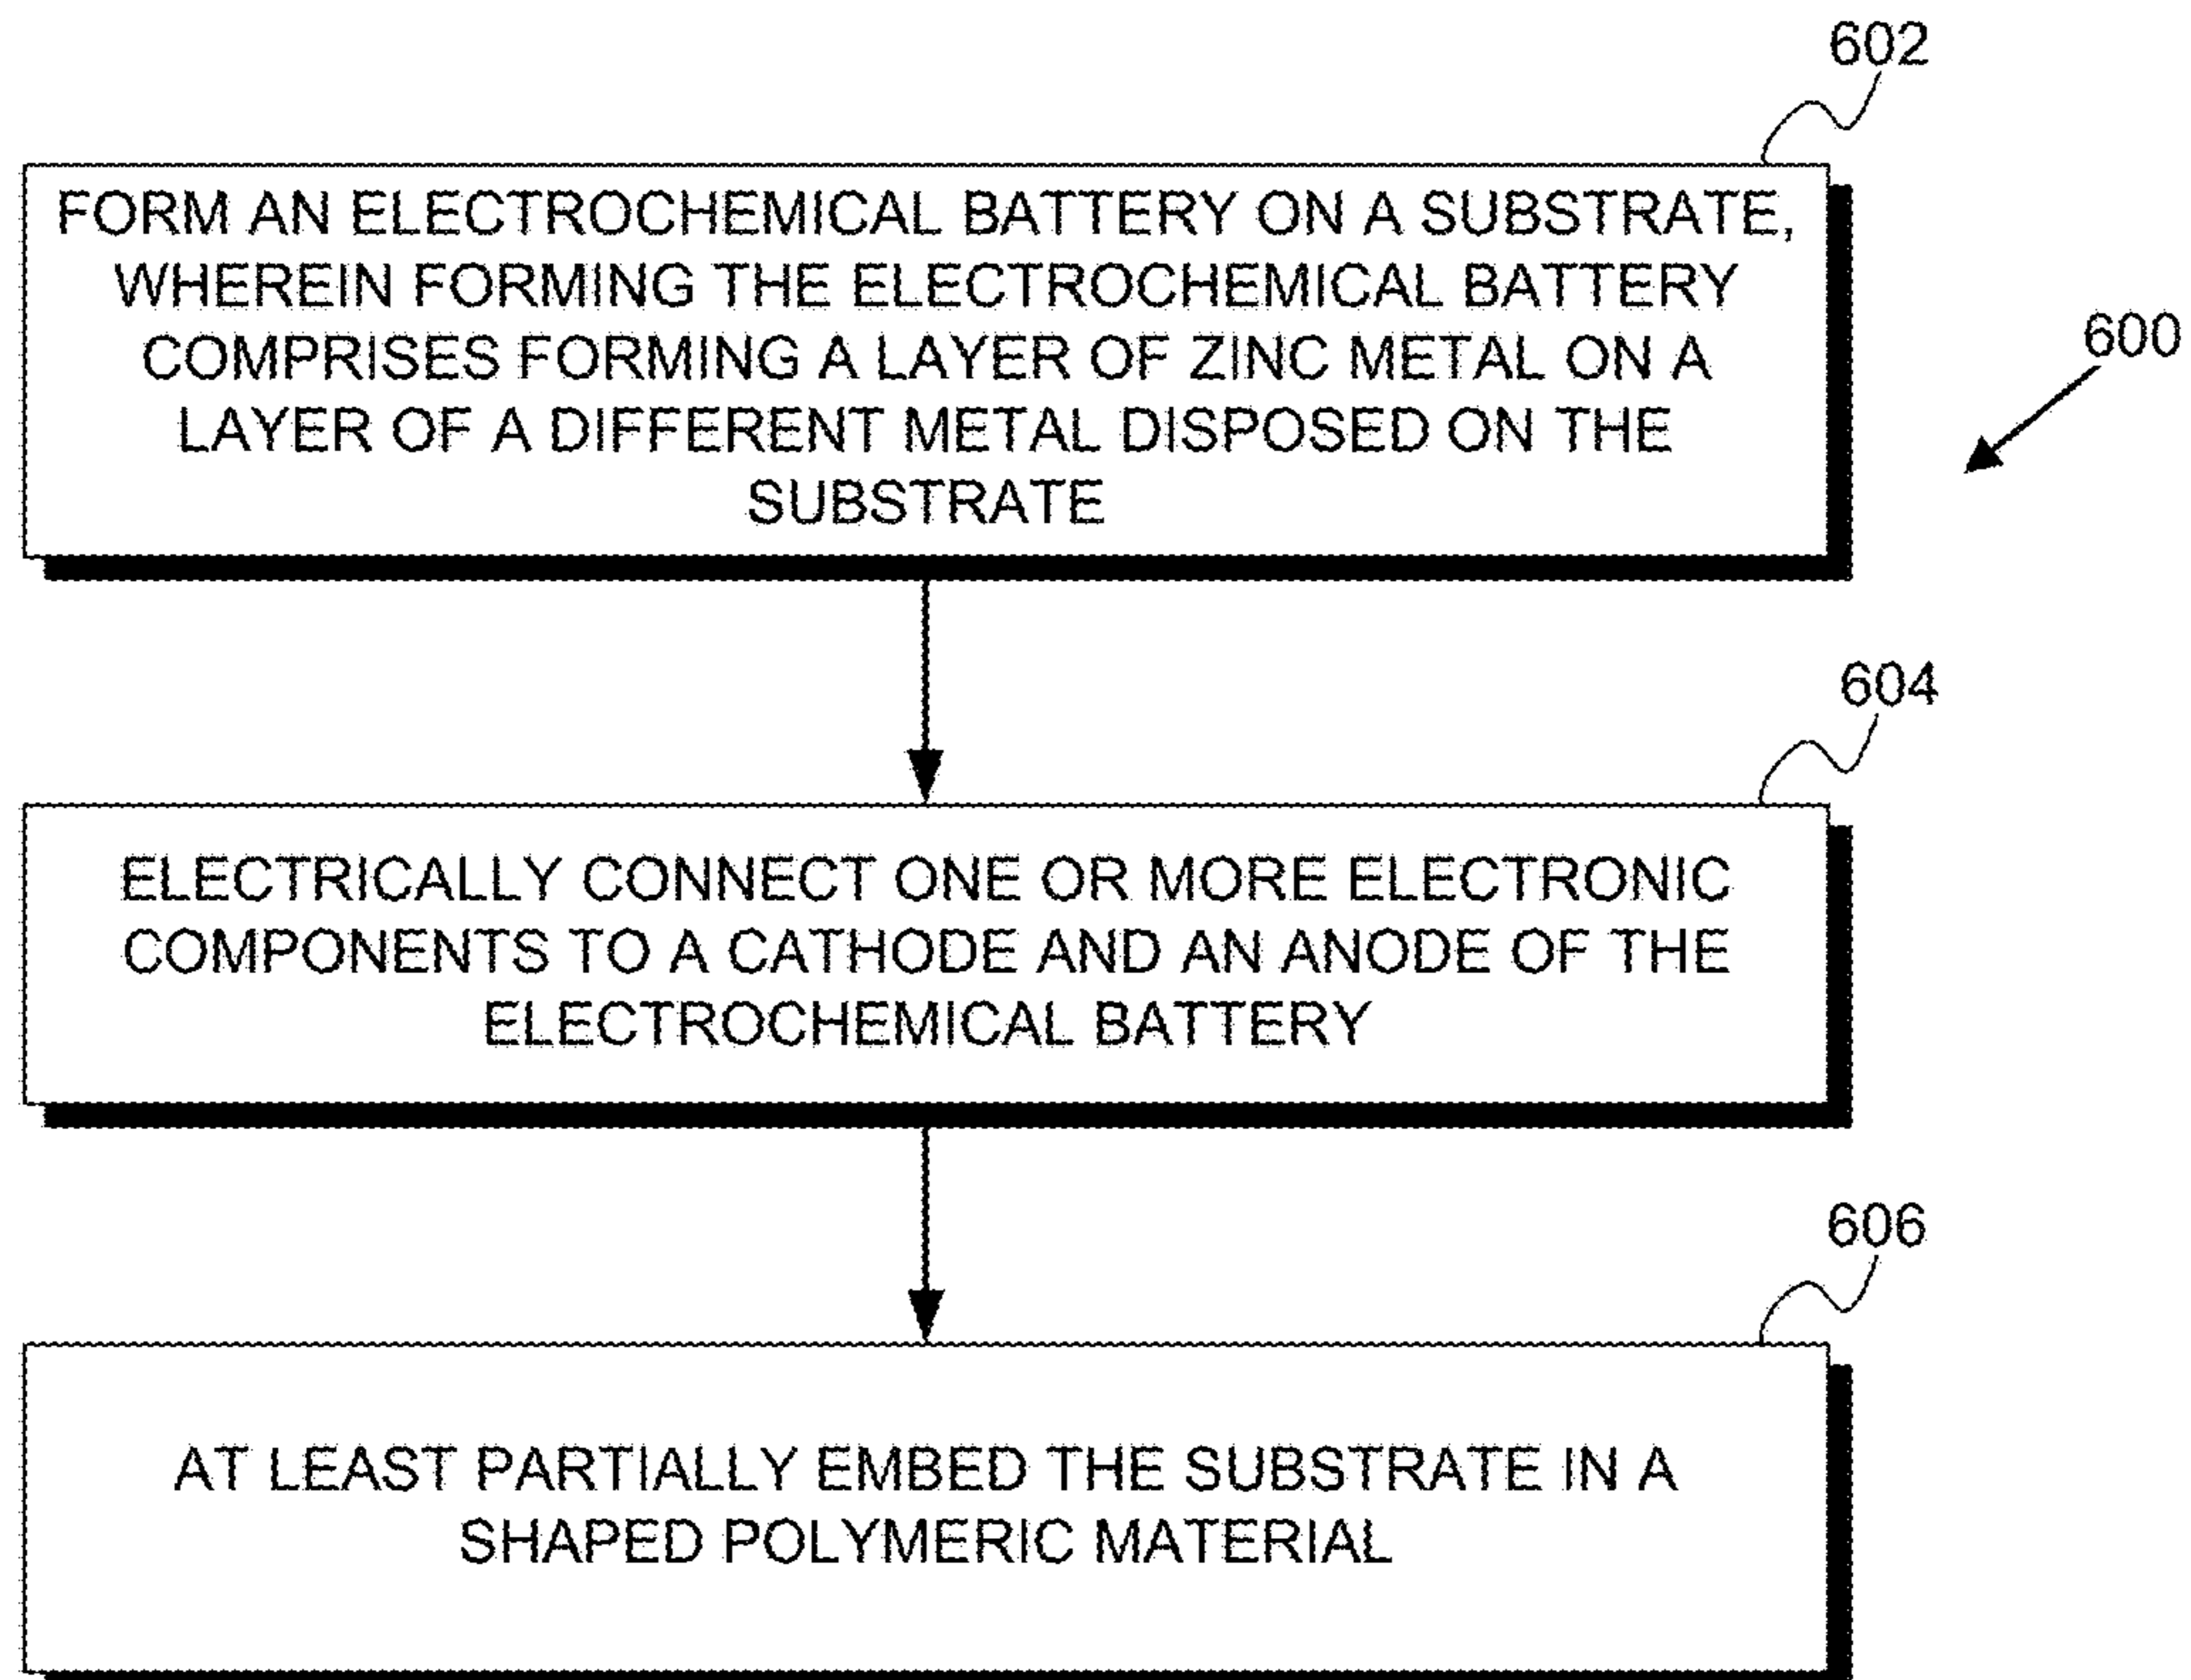 602
FORM AN ELECTROCHEMICAL BATTERY ON A SUBSTRATE,
WHEREIN FORMING THE ELECTROCHEMICAL BATTERY
COMPRISES FORMING A LAYER OF ZINC METAL ON A
LAYER OF A DIFFERENT METAL DISPOSED ON THE
SUBSTRATE
600
604
ELECTRICALLY CONNECT ONE OR MORE ELECTRONIC
COMPONENTS TO A CATHODE AND AN ANODE OF THE
ELECTROCHEMICAL BATTERY
606
AT LEAST PARTIALLY EMBED THE SUBSTRATE IN A
SHAPED POLYMERIC MATERIAL